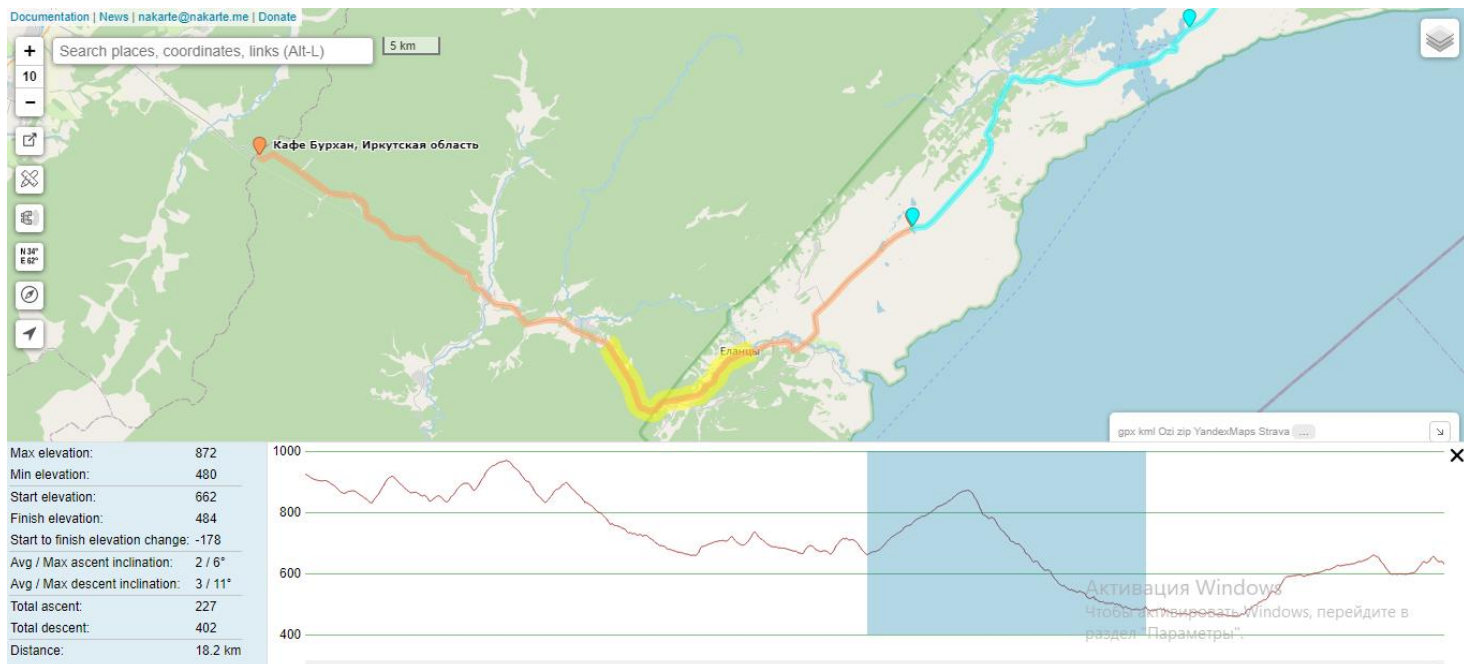 Documentation | News | nakarte@nakarte.me | Donate
+
Search places, coordinates, links (Alt-L)
5 km
10
−
Кафе Бурхан, Иркутская область
N 34°
E 62°
Еланцы
gpx kml Ozi zip YandexMaps Strava ...
Max elevation: 872
Min elevation: 480
Start elevation: 662
Finish elevation: 484
Start to finish elevation change: -178
Avg / Max ascent inclination: 2 / 6°
Avg / Max descent inclination: 3 / 11°
Total ascent: 227
Total descent: 402
Distance: 18.2 km
1000
800
600
400
Активация Windows
Чтобы активировать Windows, перейдите в
раздел "Параметры".